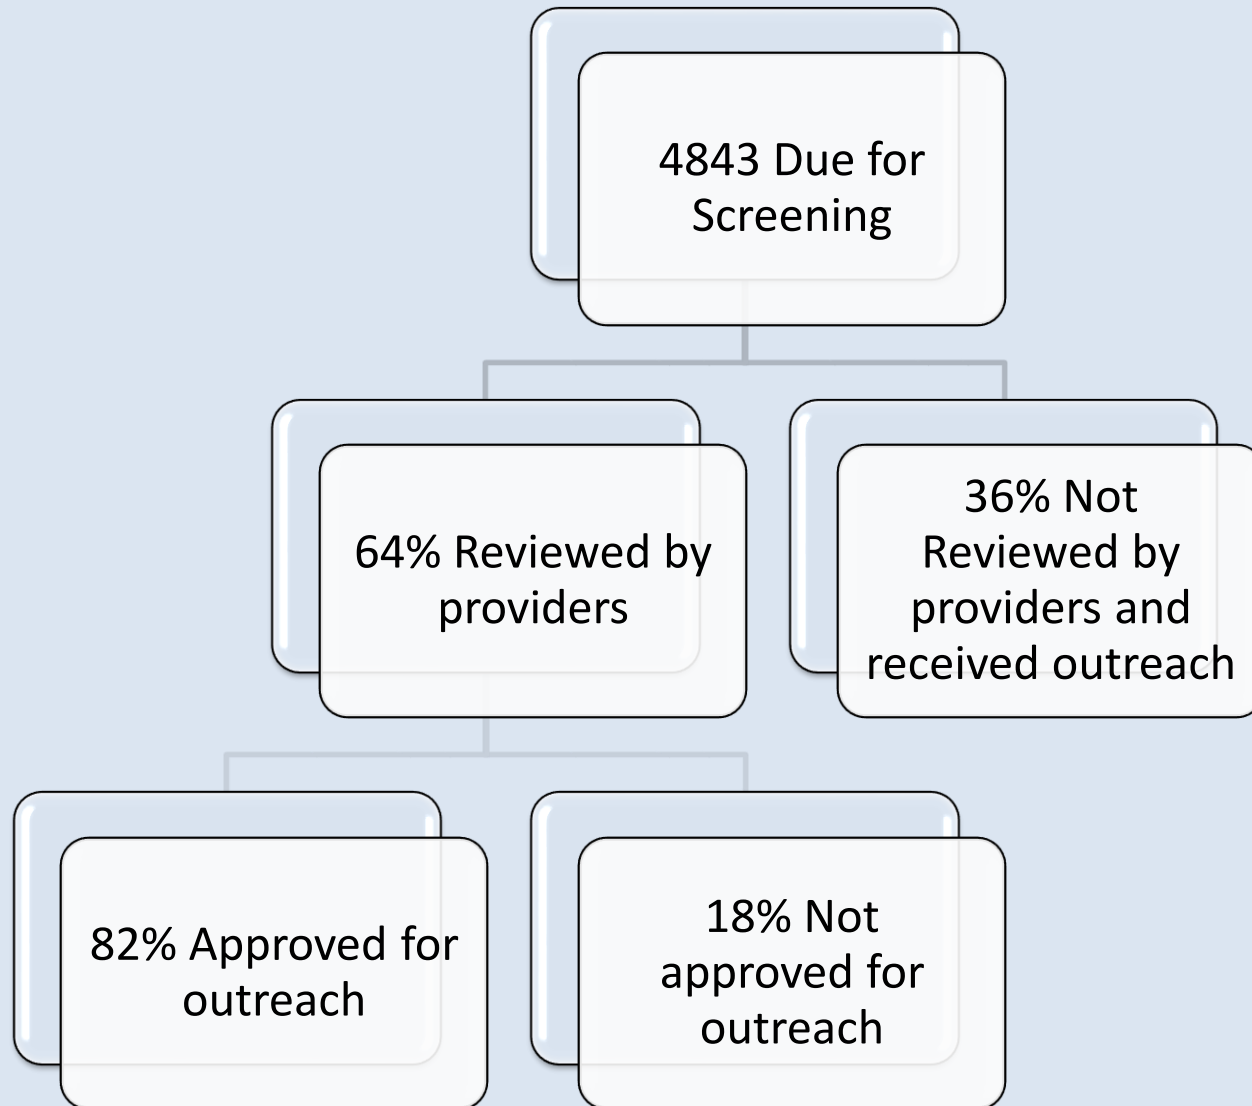 4843 Due for
Screening
64% Reviewed by
providers
36% Not
Reviewed by
providers and
received outreach
82% Approved for
outreach
18% Not
approved for
outreach